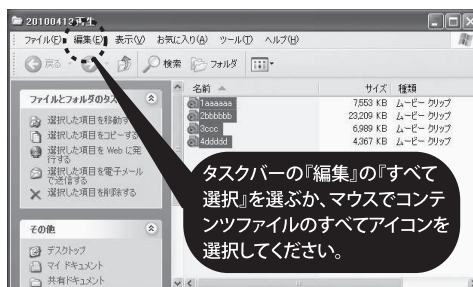 20100412再生
ファイル(F) 編集(E) 表示(V) お気に入り(A) ツール(T) ヘルプ(H)
戻る 検索 フォルダ
ファイルとフォルダのタス
選択した項目を移動す
選択した項目をコピーする
選択した項目を Web に発
行する
選択した項目を電子メール
で送信する
選択した項目を削除する
その他
デスクトップ
マイ ドキュメント
共有ドキュメント
名前 サイズ 種類
1aaaaaa 7,553 KB ムービー クリップ
2bbbbbb 23,209 KB ムービー クリップ
3ccc 6,989 KB ムービー クリップ
4ddddd 4,367 KB ムービー クリップ
タスクバーの『編集』の『すべて
選択』を選ぶか、マウスでコンテ
ンツファイルのすべてアイコンを
選択してください。